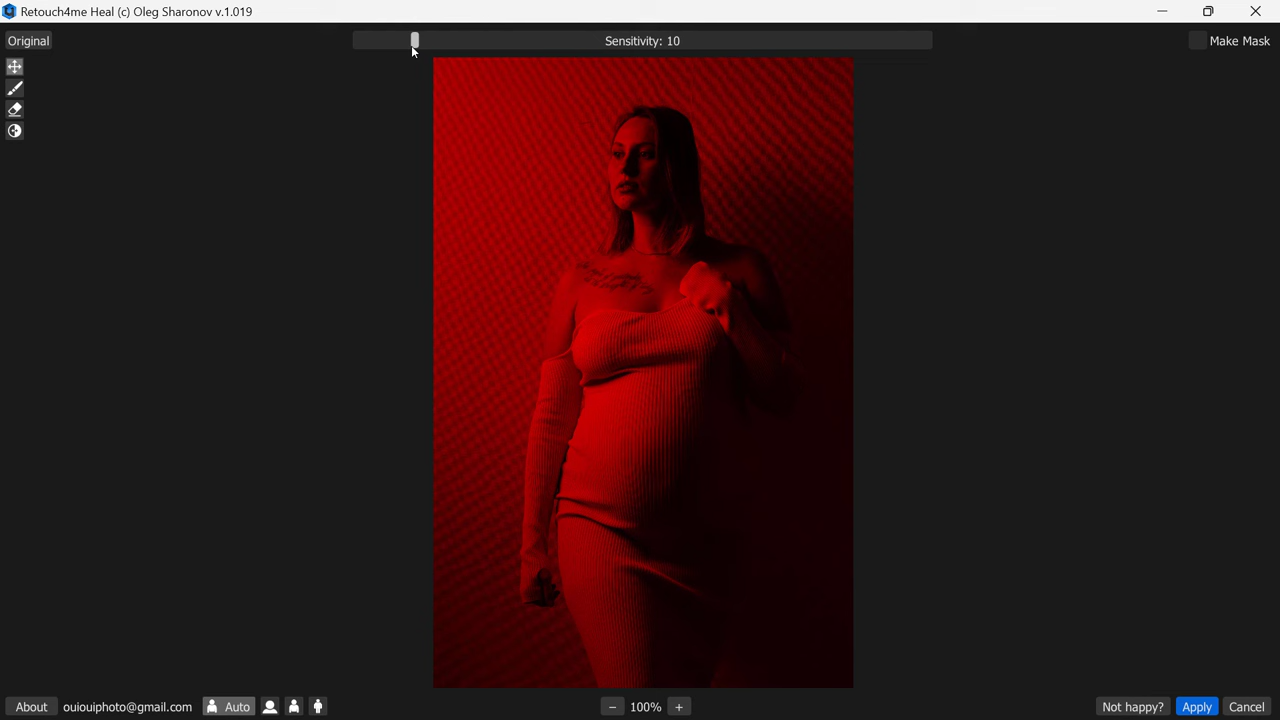 Retouch4me Heal (c) Oleg Sharonov v.1.019
Original
Sensitivity: 10
Make Mask
About
ouiouiphoto@gmail.com
Auto
− 100% +
Not happy?
Apply
Cancel